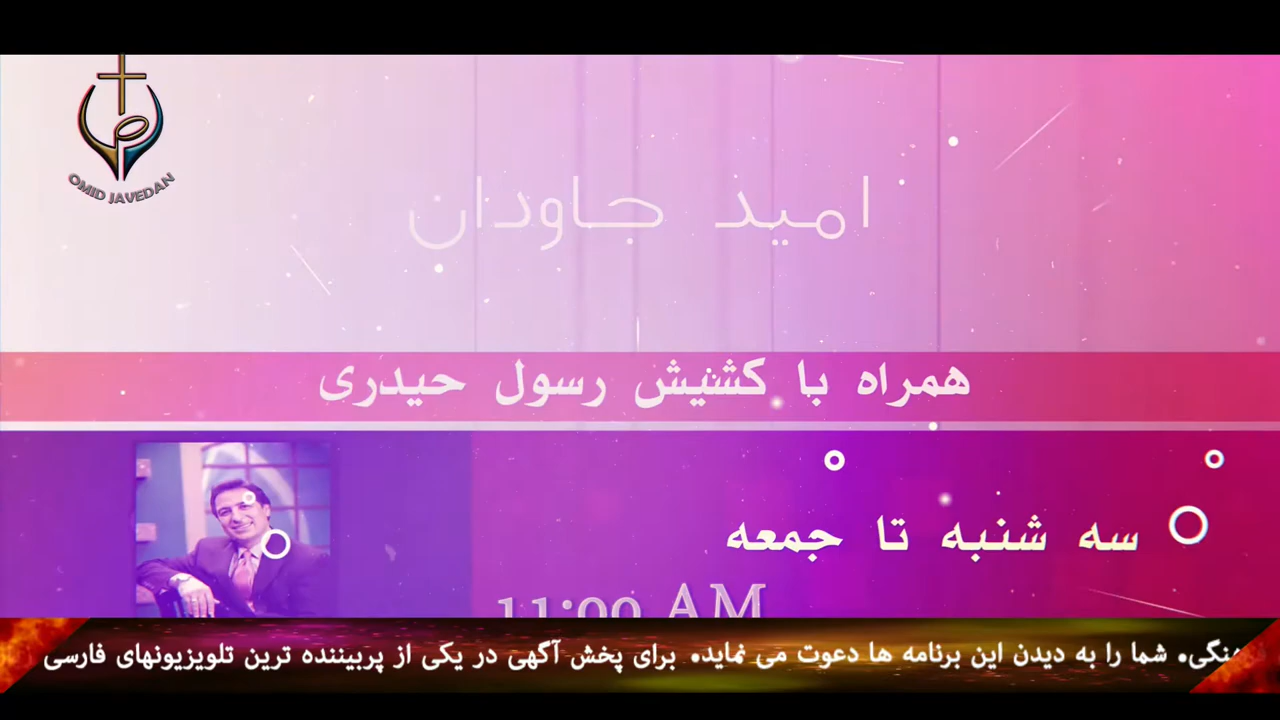 OMID JAVEDAN
امید جاودان
همراه با کشیش رسول حیدری
سه شنبه تا جمعه
11:00 AM
شما را به دیدن این برنامه ها دعوت می نماید. برای پخش آگهی در یکی از پربیننده ترین تلویزیونهای فارسی